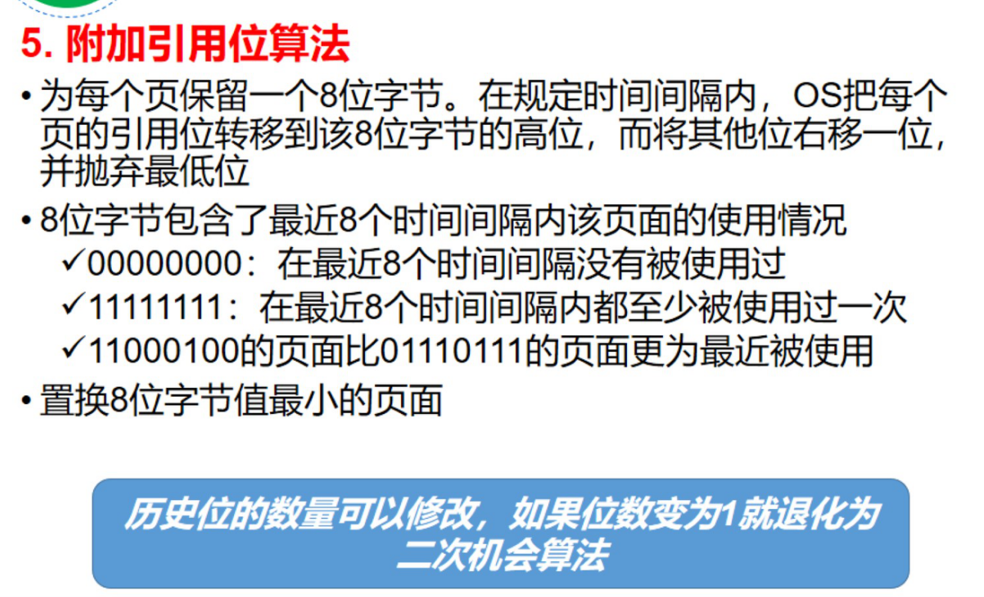 5. 附加引用位算法
• 为每个页保留一个8位字节。在规定时间间隔内，OS把每个
页的引用位转移到该8位字节的高位，而将其他位右移一位，
并抛弃最低位
• 8位字节包含了最近8个时间间隔内该页面的使用情况
✓00000000：在最近8个时间间隔没有被使用过
✓11111111：在最近8个时间间隔内都至少被使用过一次
✓11000100的页面比01110111的页面更为最近被使用
• 置换8位字节值最小的页面
历史位的数量可以修改，如果位数变为1就退化为
二次机会算法